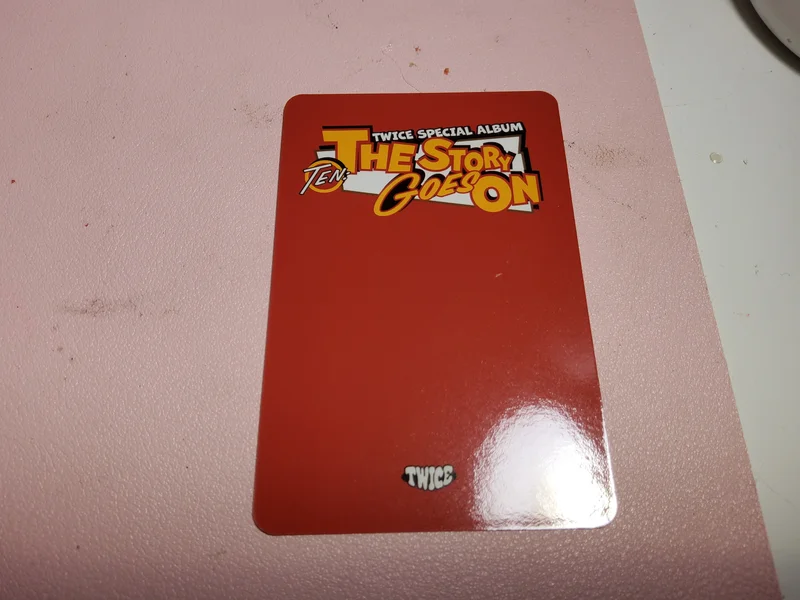 TWICE SPECIAL ALBUM
TEN: THE STORY
GOES ON
TWICE